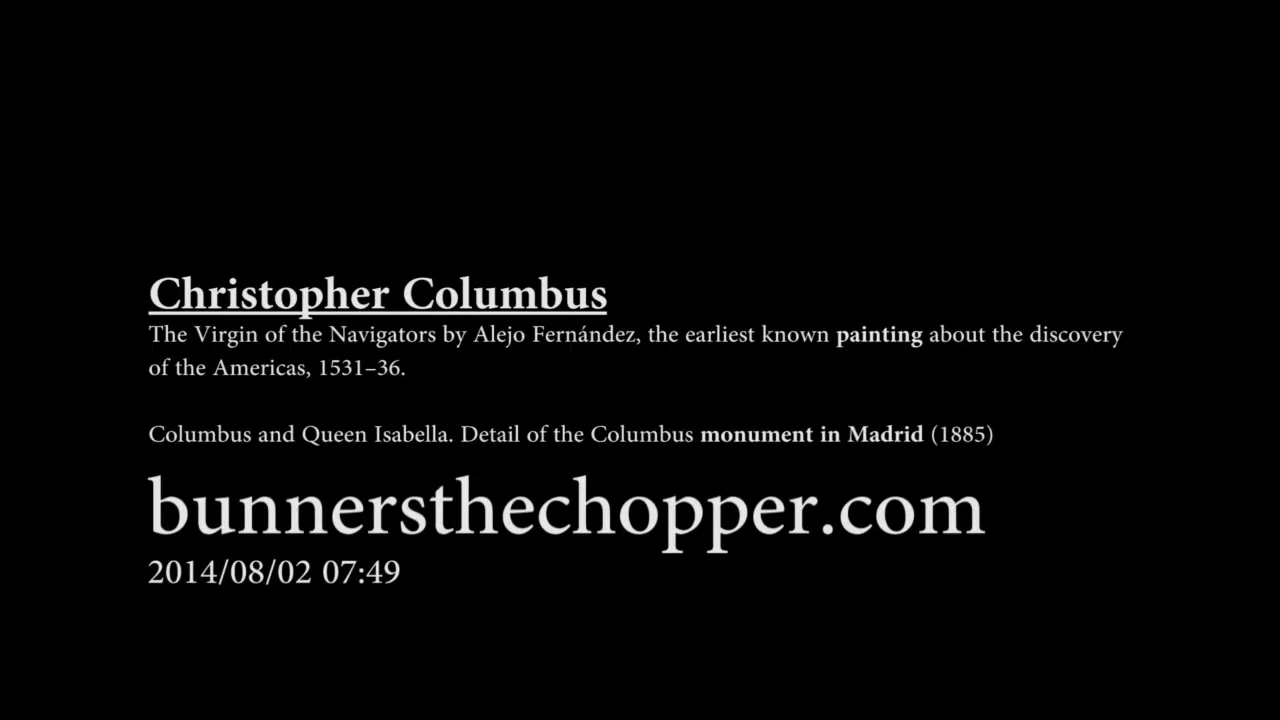 Christopher Columbus
The Virgin of the Navigators by Alejo Fernández, the earliest known painting about the discovery
of the Americas, 1531–36.
Columbus and Queen Isabella. Detail of the Columbus monument in Madrid (1885)
bunnersthechopper.com
2014/08/02 07:49